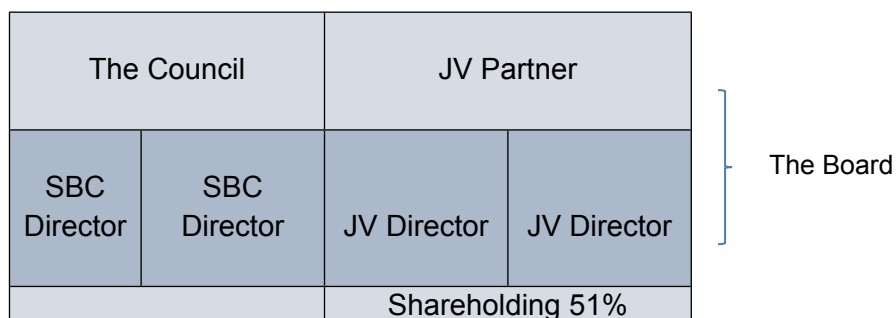 The Council
JV Partner
SBC
Director
SBC
Director
JV Director
JV Director
The Board
Shareholding 51%